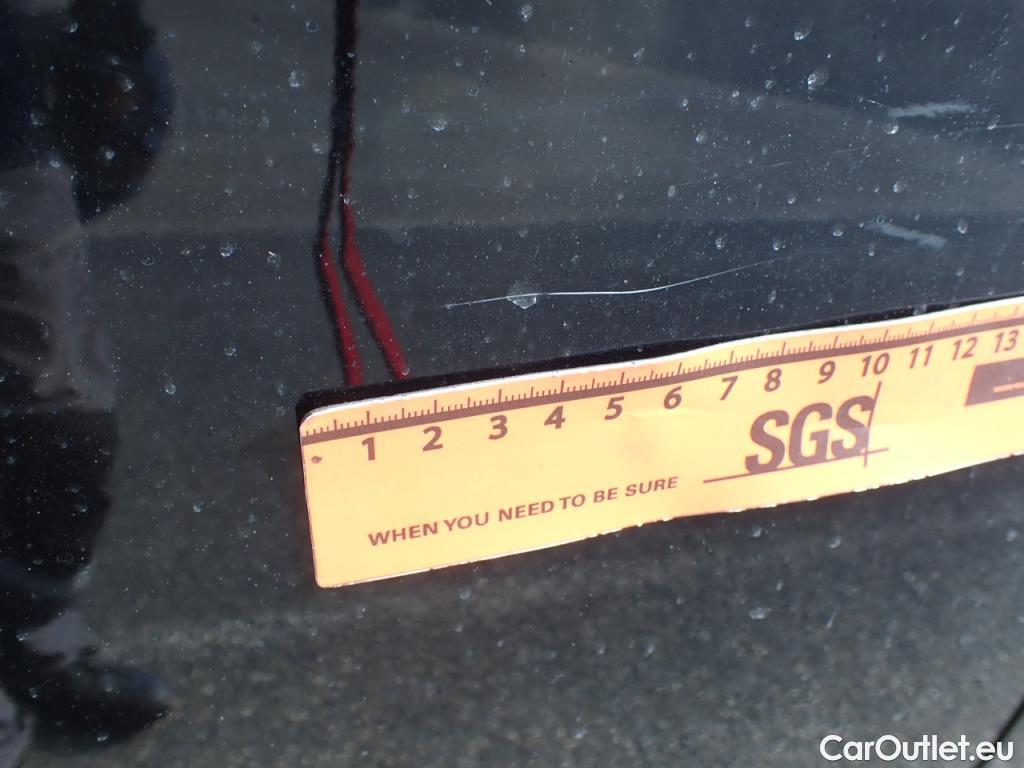 1 2 3 4 5 6 7 8 9 10 11 12 13
SGS
WHEN YOU NEED TO BE SURE
CarOutlet.eu